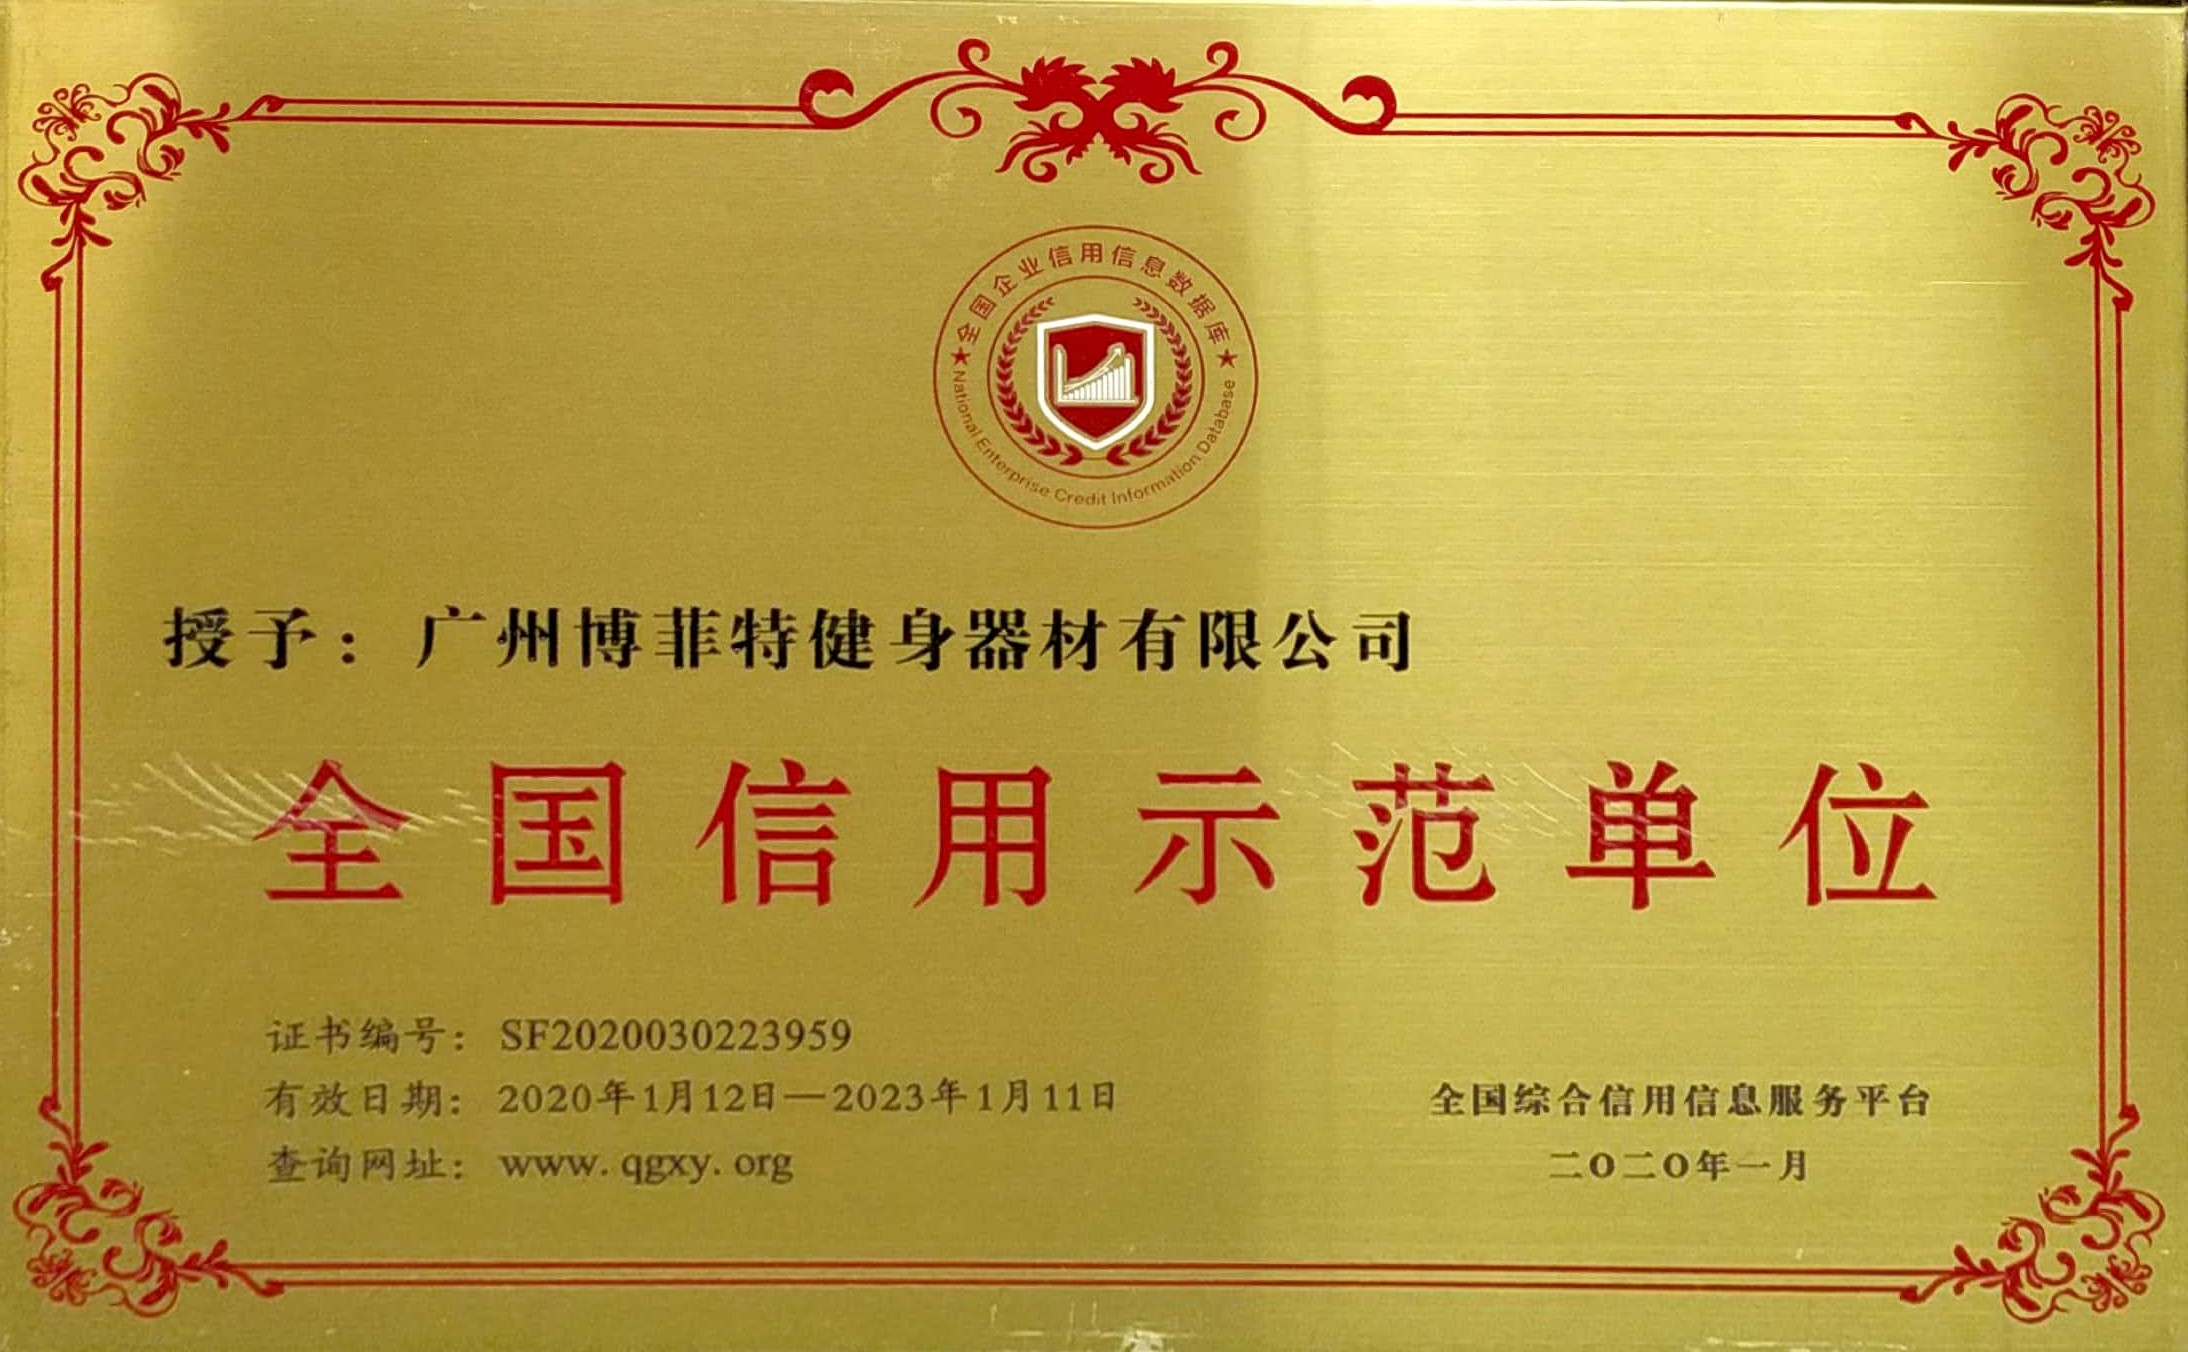 全国企业信用信息数据库
National Enterprise Credit Information Database
授予：广州博菲特健身器材有限公司
全国信用示范单位
证书编号：SF2020030223959
有效日期：2020年1月12日—2023年1月11日
查询网址：www.qgxy.org
全国综合信用信息服务平台
二〇二〇年一月